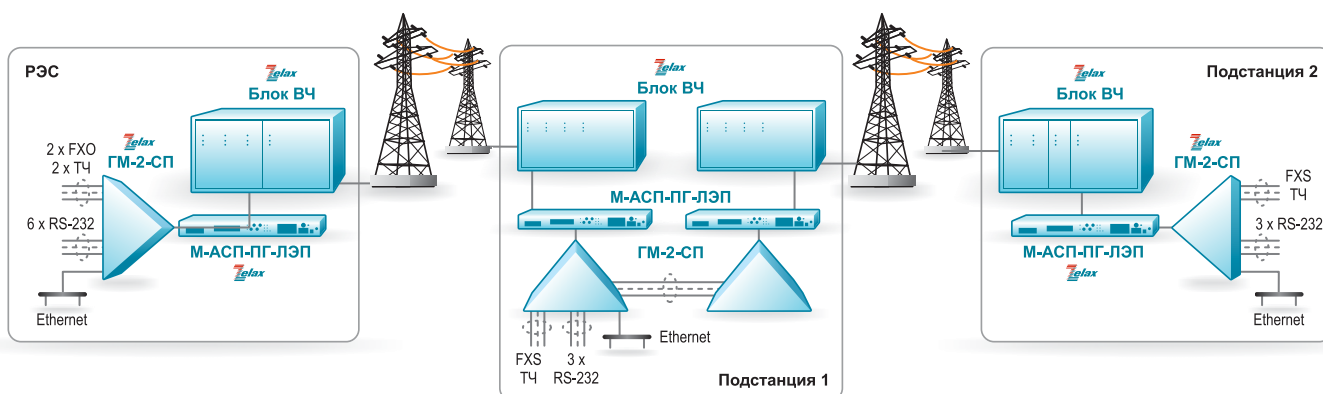 РЭС
Zelax
Блок ВЧ
2 x FXO
2 x ТЧ
Zelax
ГМ-2-СП
6 x RS-232
М-АСП-ПГ-ЛЭП
Zelax
Ethernet
Zelax
Блок ВЧ
М-АСП-ПГ-ЛЭП
ГМ-2-СП
Ethernet
FXS
ТЧ
3 x
RS-232
Подстанция 1
Подстанция 2
Zelax
Блок ВЧ
Zelax
ГМ-2-СП
FXS
ТЧ
3 x RS-232
М-АСП-ПГ-ЛЭП
Zelax
Ethernet